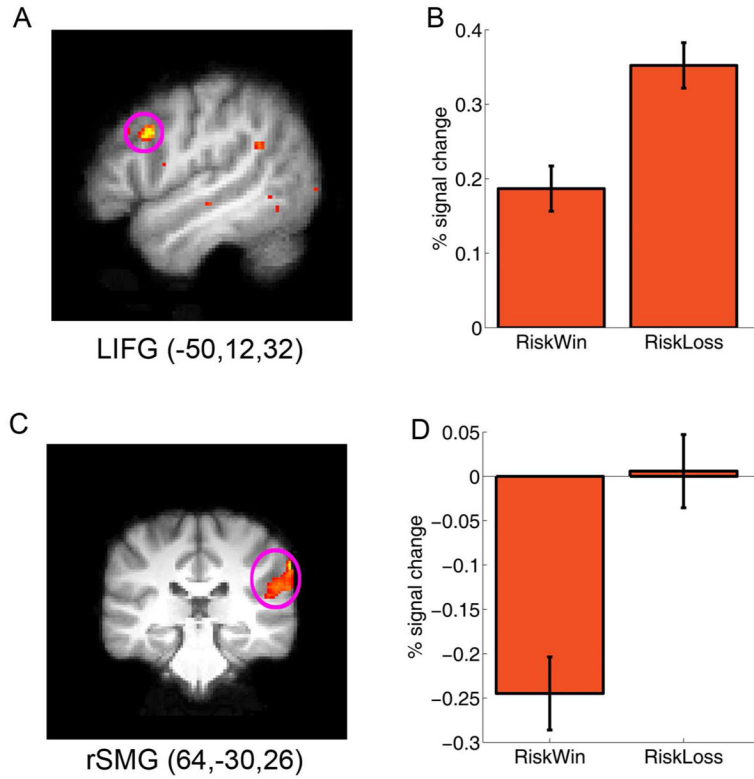 A
LIFG (-50,12,32)
B
% signal change
0.4
0.3
0.2
0.1
0
RiskWin
RiskLoss
C
rSMG (64,-30,26)
D
% signal change
0.05
0
−0.05
−0.1
−0.15
−0.2
−0.25
−0.3
RiskWin
RiskLoss